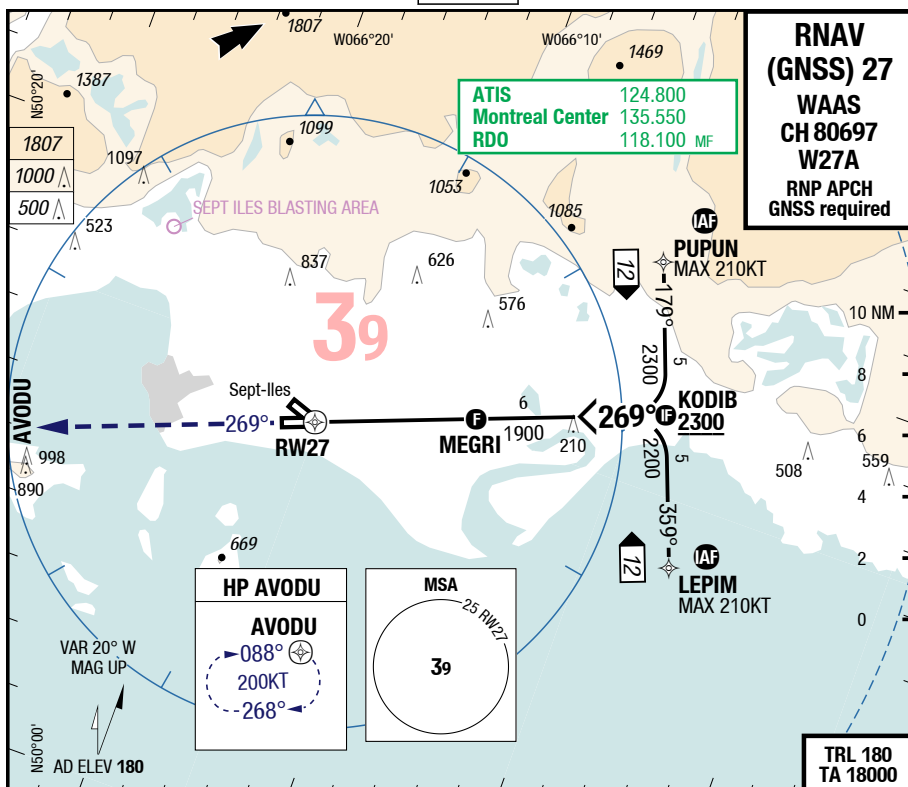 RNAV
(GNSS) 27
WAAS
CH 80697
W27A
RNP APCH
GNSS required
1807
W066°20'
W066°10'
1469
N50°20'
1387
ATIS 124.800
Montreal Center 135.550
RDO 118.100 MF
1807
1000
500
1097
1099
1053
1085
SEPT ILES BLASTING AREA
523
837
626
576
39
IAF
PUPUN
MAX 210KT
12
179°
2300
5
10 NM
8
6
4
2
0
Sept-Iles
AVODU
269°
RW27
F
MEGRI
6
1900
210
269°
IF
KODIB
2300
2200
5
359°
12
IAF
LEPIM
MAX 210KT
508
559
998
890
669
HP AVODU
AVODU
088°
200KT
268°
MSA
25 RW27
39
VAR 20° W
MAG UP
N50°00'
AD ELEV 180
TRL 180
TA 18000